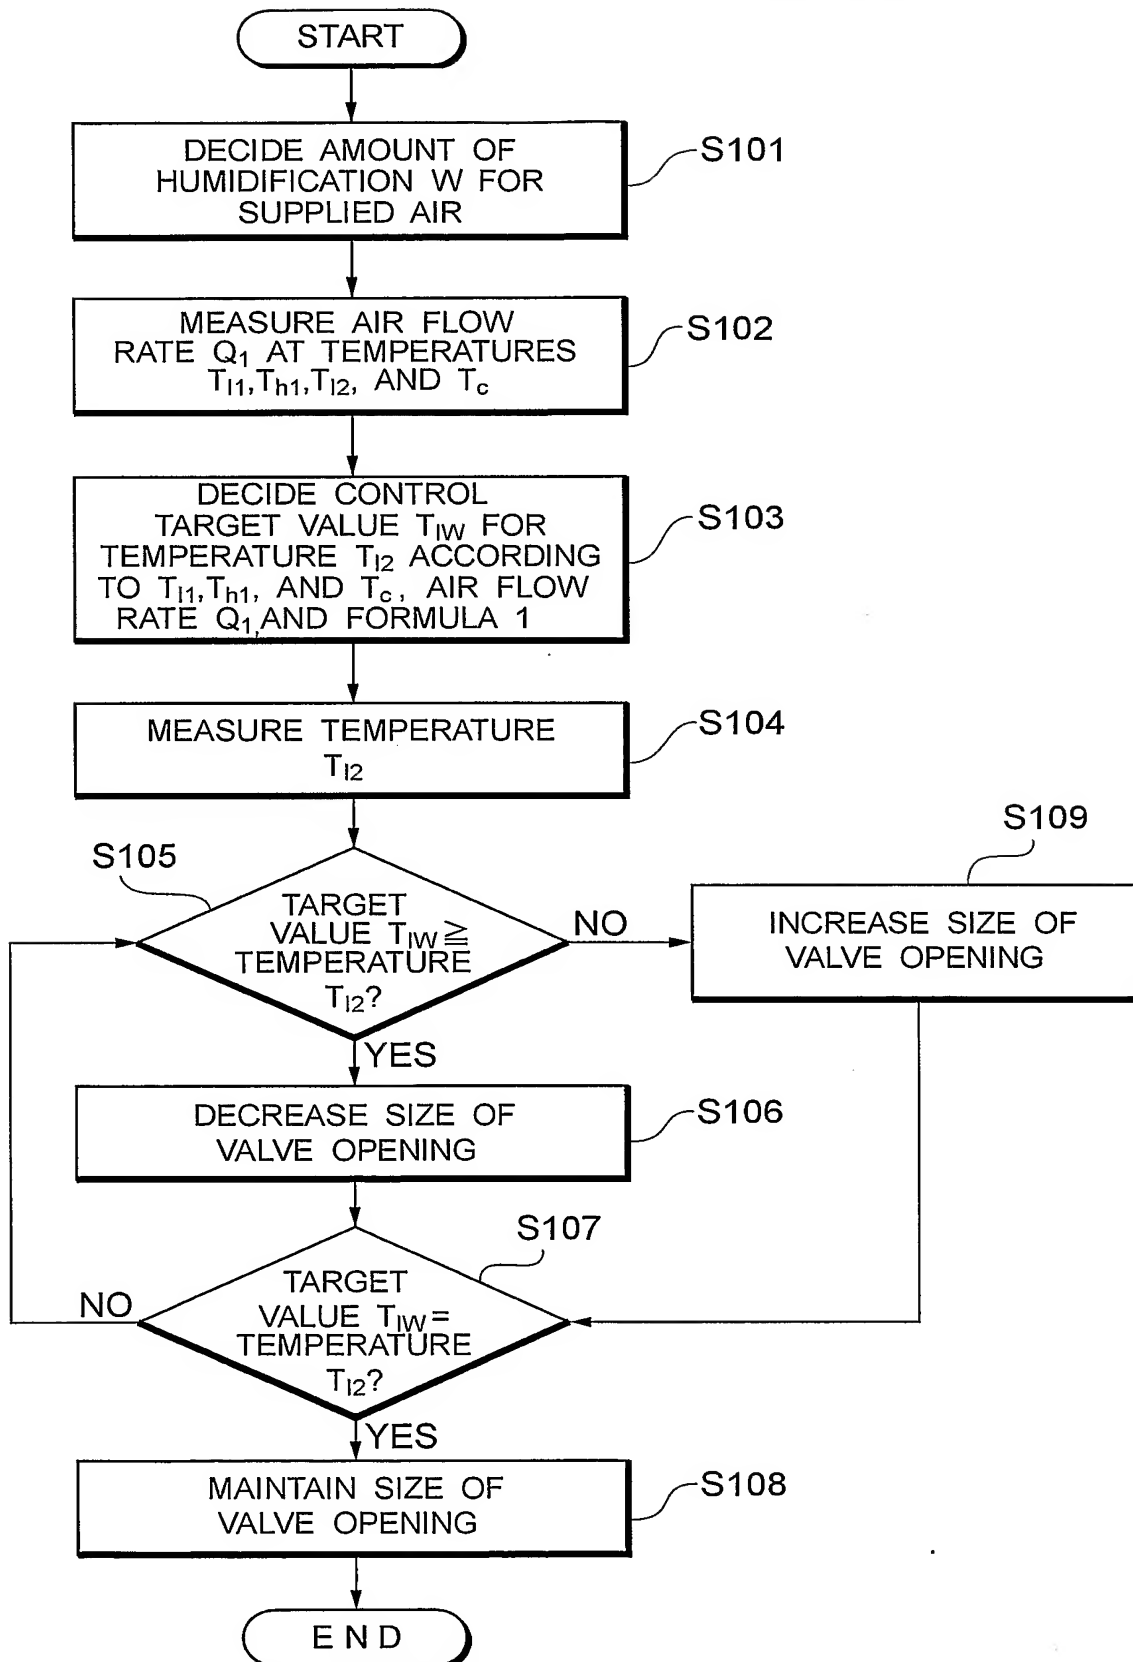 START
DECIDE AMOUNT OF
HUMIDIFICATION W FOR
SUPPLIED AIR
S101
MEASURE AIR FLOW
RATE Q1 AT TEMPERATURES
Tl1,Th1,Tl2, AND Tc
S102
DECIDE CONTROL
TARGET VALUE TlW FOR
TEMPERATURE Tl2 ACCORDING
TO Tl1,Th1, AND Tc, AIR FLOW
RATE Q1,AND FORMULA 1
S103
MEASURE TEMPERATURE
Tl2
S104
S105
TARGET
VALUE TlW≧
TEMPERATURE
Tl2?
NO
S109
INCREASE SIZE OF
VALVE OPENING
YES
DECREASE SIZE OF
VALVE OPENING
S106
S107
TARGET
VALUE TlW=
TEMPERATURE
Tl2?
NO
YES
MAINTAIN SIZE OF
VALVE OPENING
S108
END